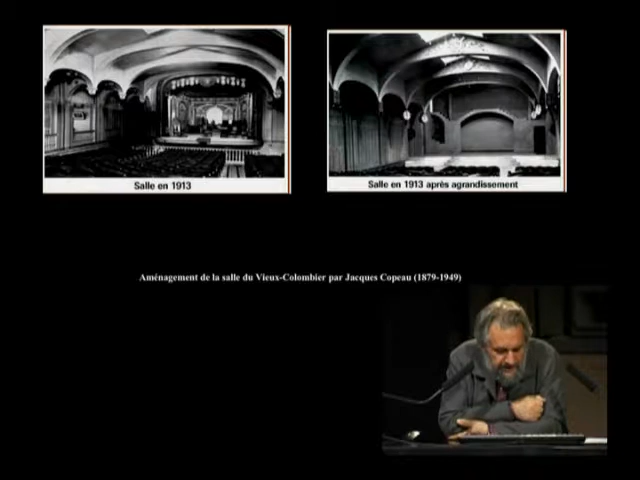 Salle en 1913
Salle en 1913 après agrandissement
Aménagement de la salle du Vieux-Colombier par Jacques Copeau (1879-1949)